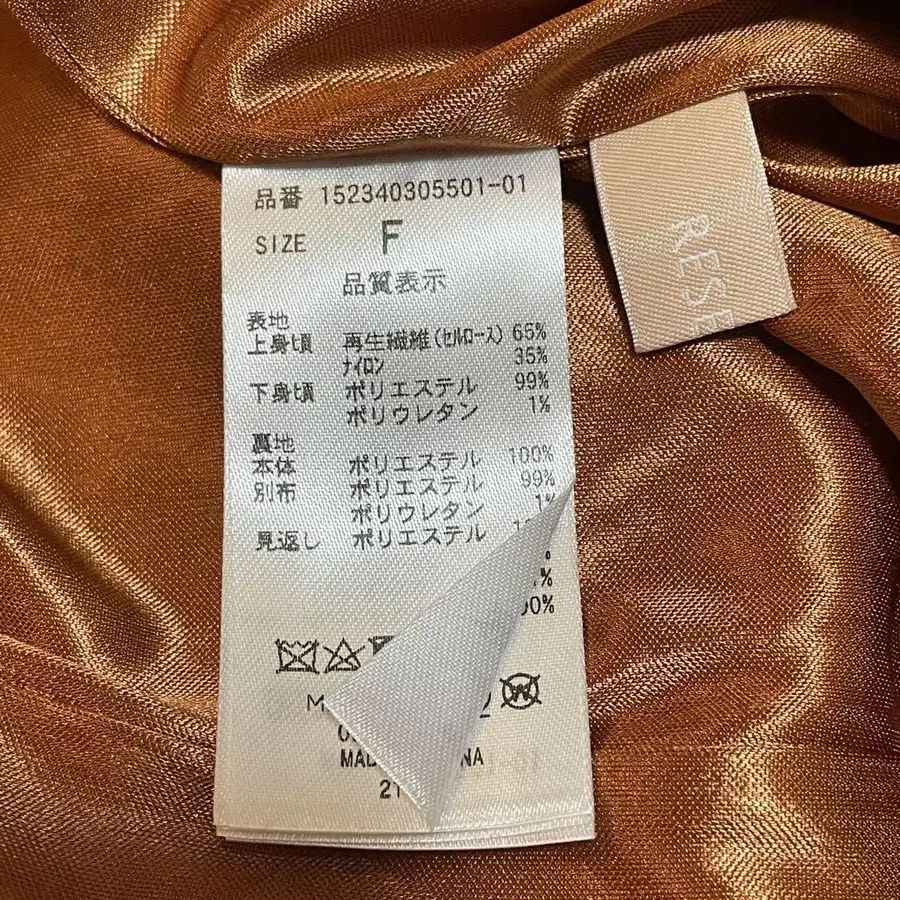 品番 152340305501-01
SIZE F
品質表示
表地
上身頃 再生繊維(セルロース) 65%
ナイロン 35%
下身頃 ポリエステル 99%
ポリウレタン 1%
裏地
本体 ポリエステル 100%
別布 ポリエステル 99%
ポリウレタン 1%
見返し ポリエステル
RESE